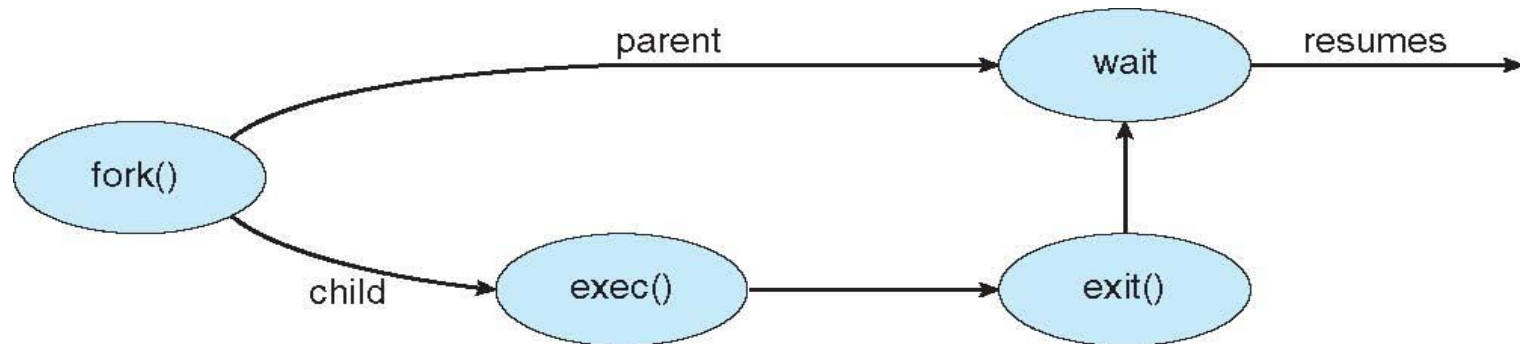 parent
wait
resumes
fork()
child
exec()
exit()